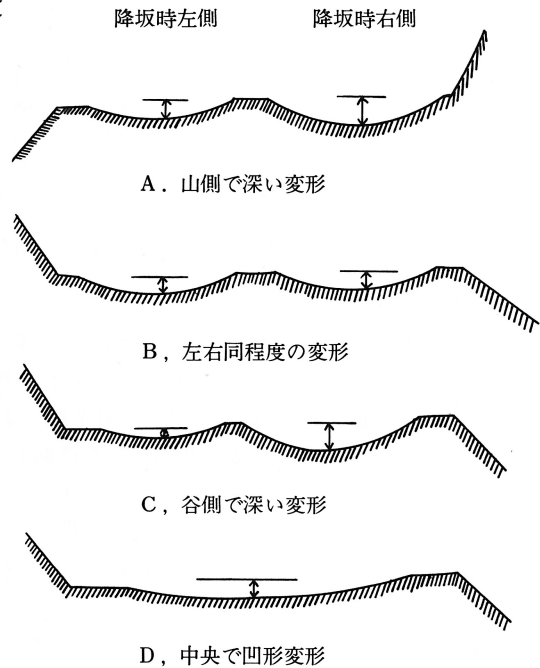 降坂時左側 降坂時右側
A．山側で深い変形
B，左右同程度の変形
C，谷側で深い変形
D，中央で凹形変形